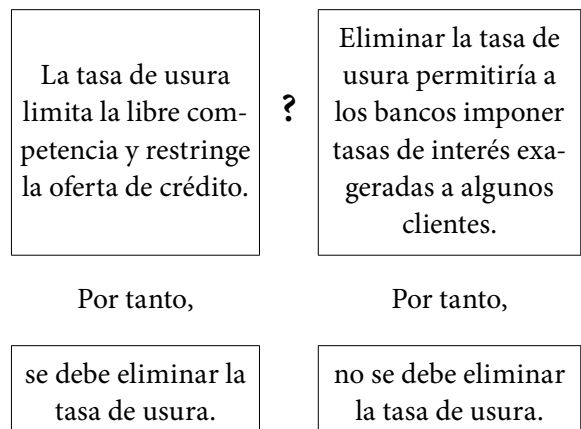 La tasa de usura
limita la libre com-
petencia y restringe
la oferta de crédito.
?
Eliminar la tasa de
usura permitiría a
los bancos imponer
tasas de interés exa-
geradas a algunos
clientes.
Por tanto,
Por tanto,
se debe eliminar la
tasa de usura.
no se debe eliminar
la tasa de usura.